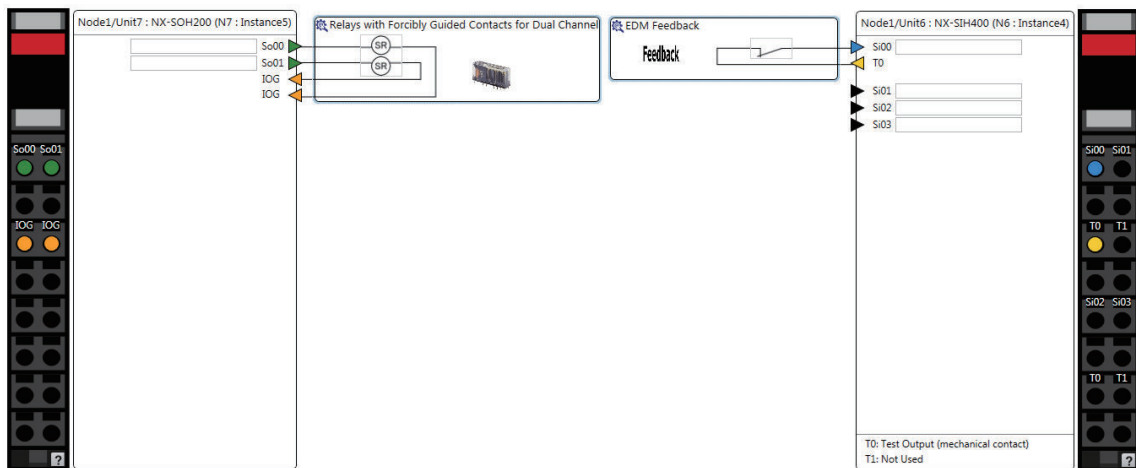 So00 So01
IOG IOG
?
Node1/Unit7 : NX-SOH200 (N7 : Instance5)
So00
So01
IOG
IOG
Relays with Forcibly Guided Contacts for Dual Channel
SR
SR
EDM Feedback
Feedback
Node1/Unit6 : NX-SIH400 (N6 : Instance4)
Si00
T0
Si01
Si02
Si03
T0: Test Output (mechanical contact)
T1: Not Used
Si00 Si01
T0 T1
Si02 Si03
T0 T1
?